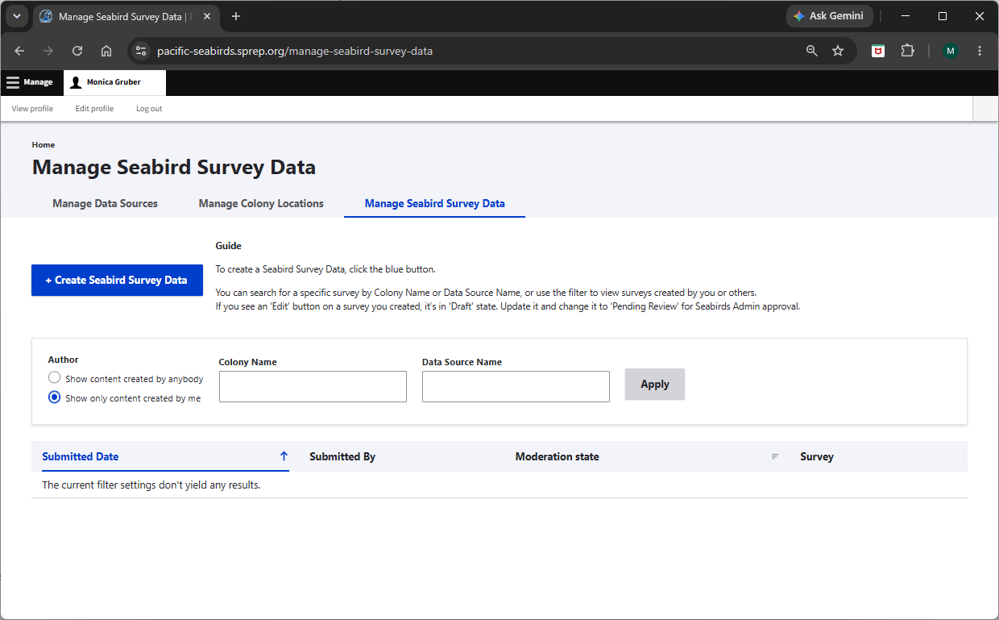 Manage Seabird Survey Data |
Ask Gemini
pacific-seabirds.sprep.org/manage-seabird-survey-data
M
Manage
Monica Gruber
View profile
Edit profile
Log out
Home
Manage Seabird Survey Data
Manage Data Sources
Manage Colony Locations
Manage Seabird Survey Data
Guide
To create a Seabird Survey Data, click the blue button.
+ Create Seabird Survey Data
You can search for a specific survey by Colony Name or Data Source Name, or use the filter to view surveys created by you or others.
If you see an 'Edit' button on a survey you created, it's in 'Draft' state. Update it and change it to 'Pending Review' for Seabirds Admin approval.
Author
Show content created by anybody
Show only content created by me
Colony Name
Data Source Name
Apply
Submitted Date
Submitted By
Moderation state
Survey
The current filter settings don't yield any results.